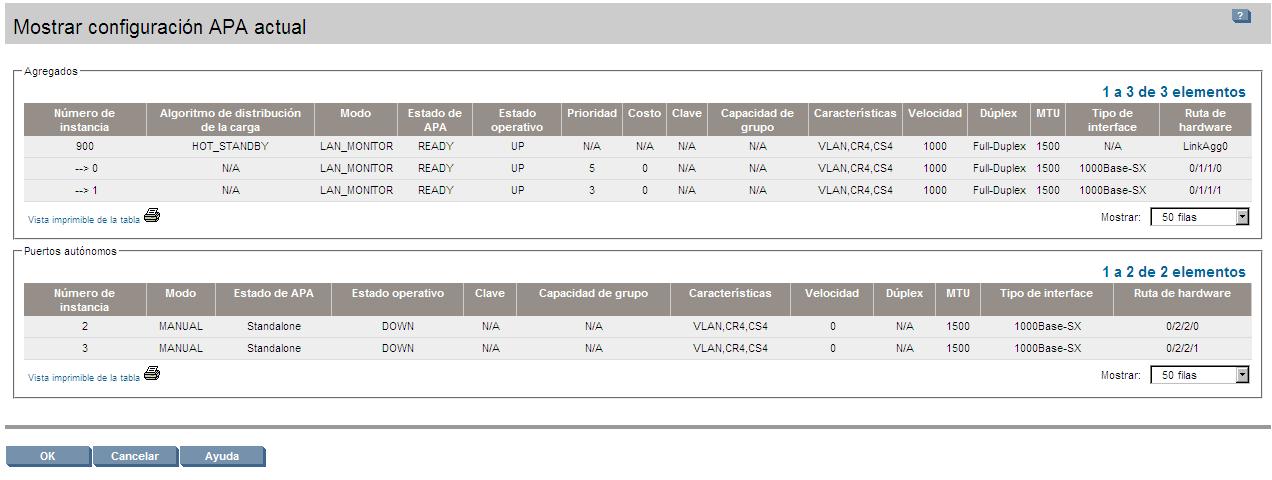 Mostrar configuración APA actual
?
Agregados
1 a 3 de 3 elementos
Número de instancia Algoritmo de distribución de la carga Modo Estado de APA Estado operativo Prioridad Costo Clave Capacidad de grupo Características Velocidad Dúplex MTU Tipo de interface Ruta de hardware
900 HOT_STANDBY LAN_MONITOR READY UP N/A N/A N/A N/A VLAN,CR4,CS4 1000 Full-Duplex 1500 N/A LinkAgg0
--> 0 N/A LAN_MONITOR READY UP 5 0 N/A N/A VLAN,CR4,CS4 1000 Full-Duplex 1500 1000Base-SX 0/1/1/0
--> 1 N/A LAN_MONITOR READY UP 3 0 N/A N/A VLAN,CR4,CS4 1000 Full-Duplex 1500 1000Base-SX 0/1/1/1
Vista imprimible de la tabla Mostrar: 50 filas
Puertos autónomos
1 a 2 de 2 elementos
Número de instancia Modo Estado de APA Estado operativo Clave Capacidad de grupo Características Velocidad Dúplex MTU Tipo de interface Ruta de hardware
2 MANUAL Standalone DOWN N/A N/A VLAN,CR4,CS4 0 N/A 1500 1000Base-SX 0/2/2/0
3 MANUAL Standalone DOWN N/A N/A VLAN,CR4,CS4 0 N/A 1500 1000Base-SX 0/2/2/1
Vista imprimible de la tabla Mostrar: 50 filas
OK Cancelar Ayuda